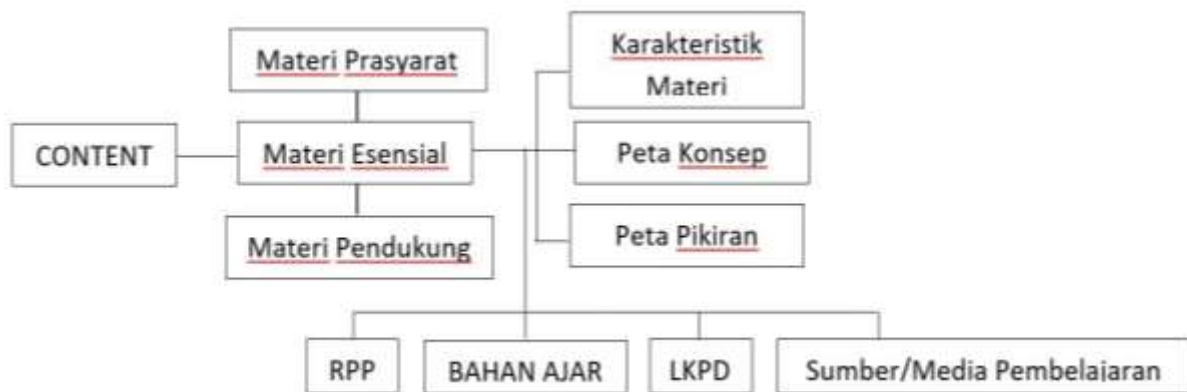 Materi Prasyarat
Karakteristik
Materi
CONTENT
Materi Esensial
Peta Konsep
Materi Pendukung
Peta Pikiran
RPP
BAHAN AJAR
LKPD
Sumber/Media Pembelajaran